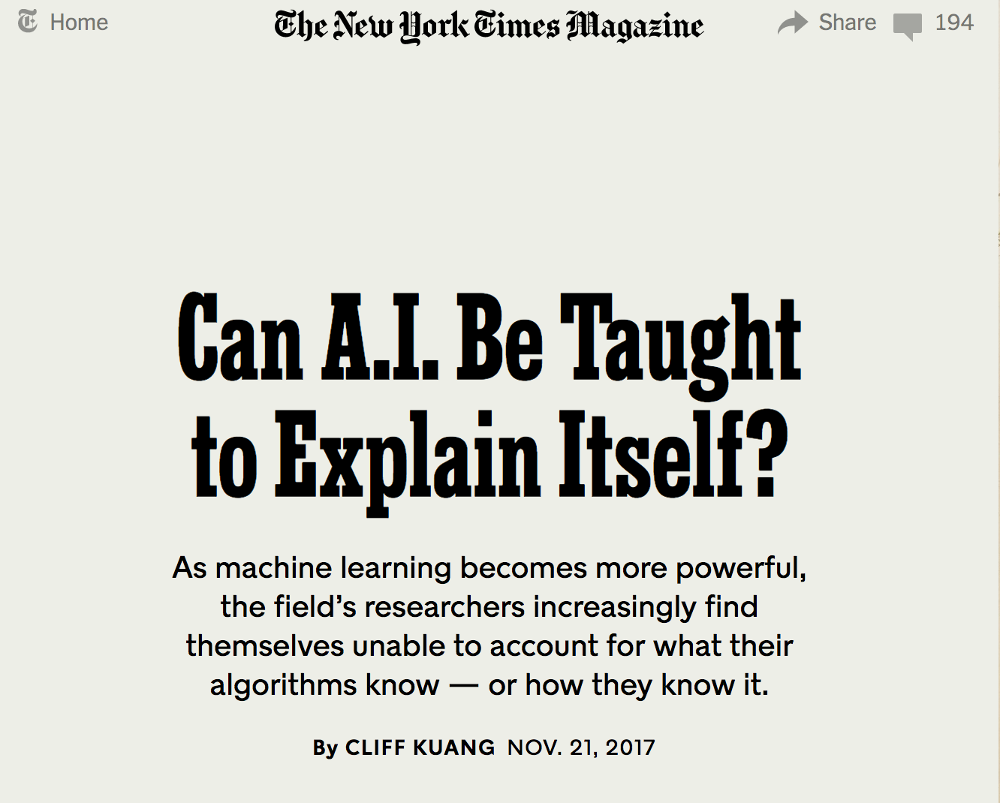 Home
The New York Times Magazine
Share
194
Can A.I. Be Taught
to Explain Itself?
As machine learning becomes more powerful,
the field’s researchers increasingly find
themselves unable to account for what their
algorithms know — or how they know it.
By CLIFF KUANG NOV. 21, 2017